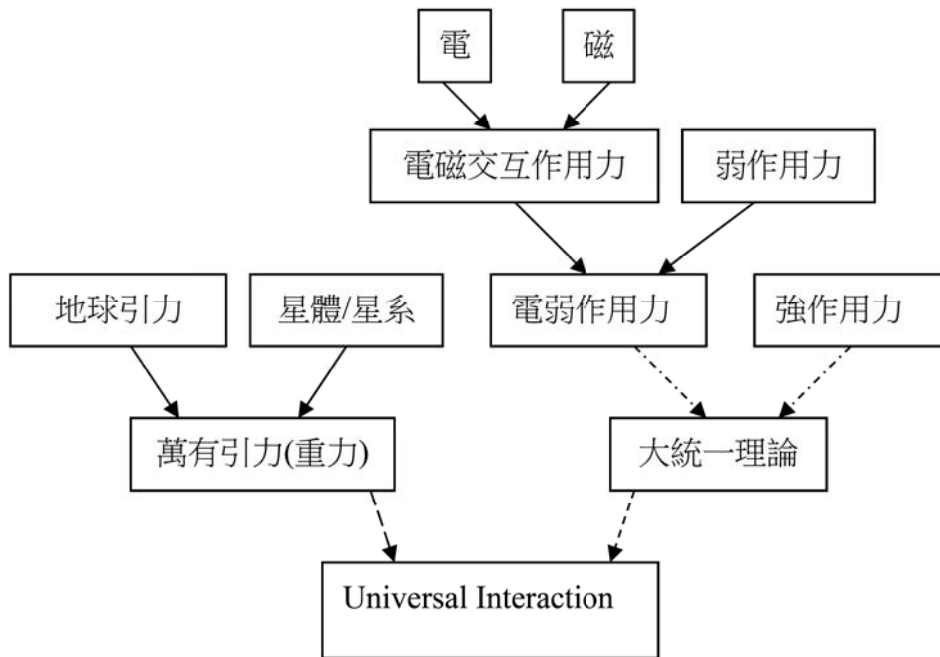 電
磁
電磁交互作用力
弱作用力
地球引力
星體/星系
電弱作用力
強作用力
萬有引力(重力)
大統一理論
Universal Interaction